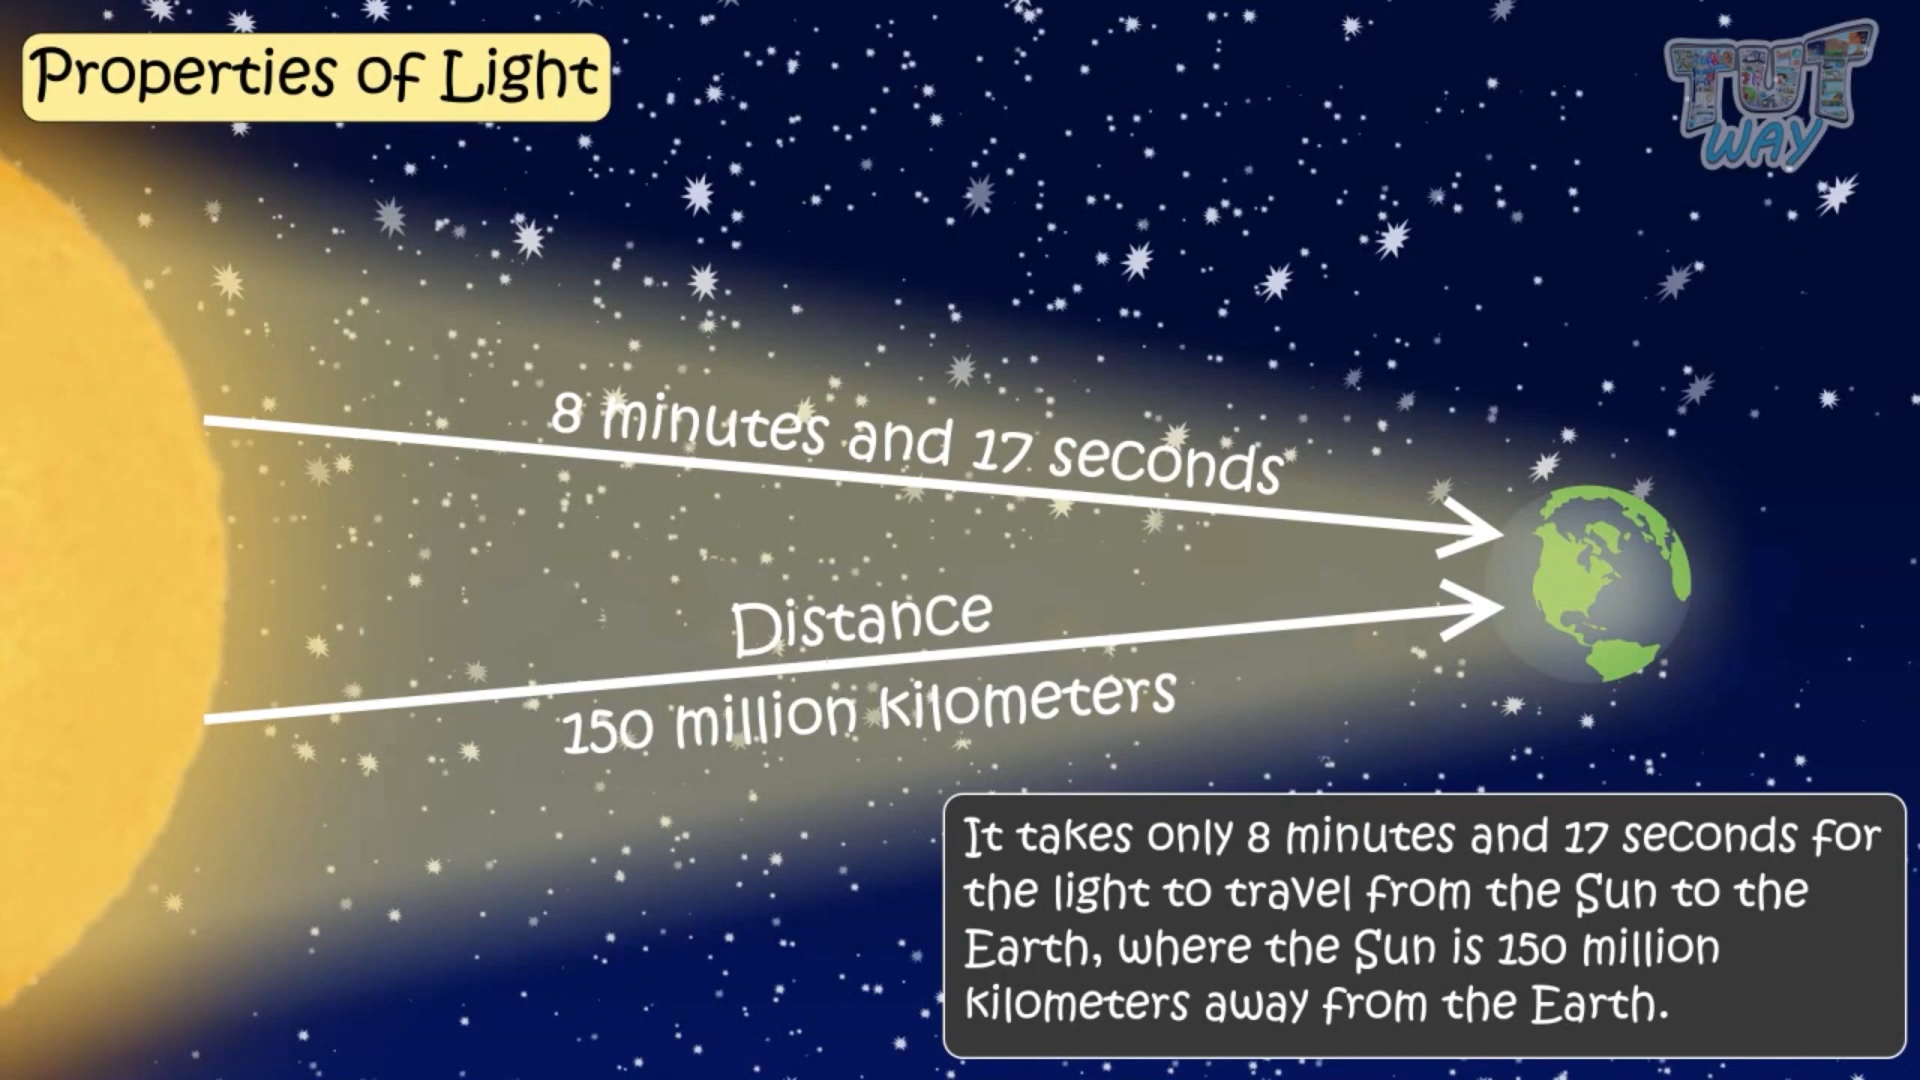 Properties of Light
TUT
WAY
8 minutes and 17 seconds
Distance
150 million kilometers
It takes only 8 minutes and 17 seconds for
the light to travel from the Sun to the
Earth, where the Sun is 150 million
kilometers away from the Earth.